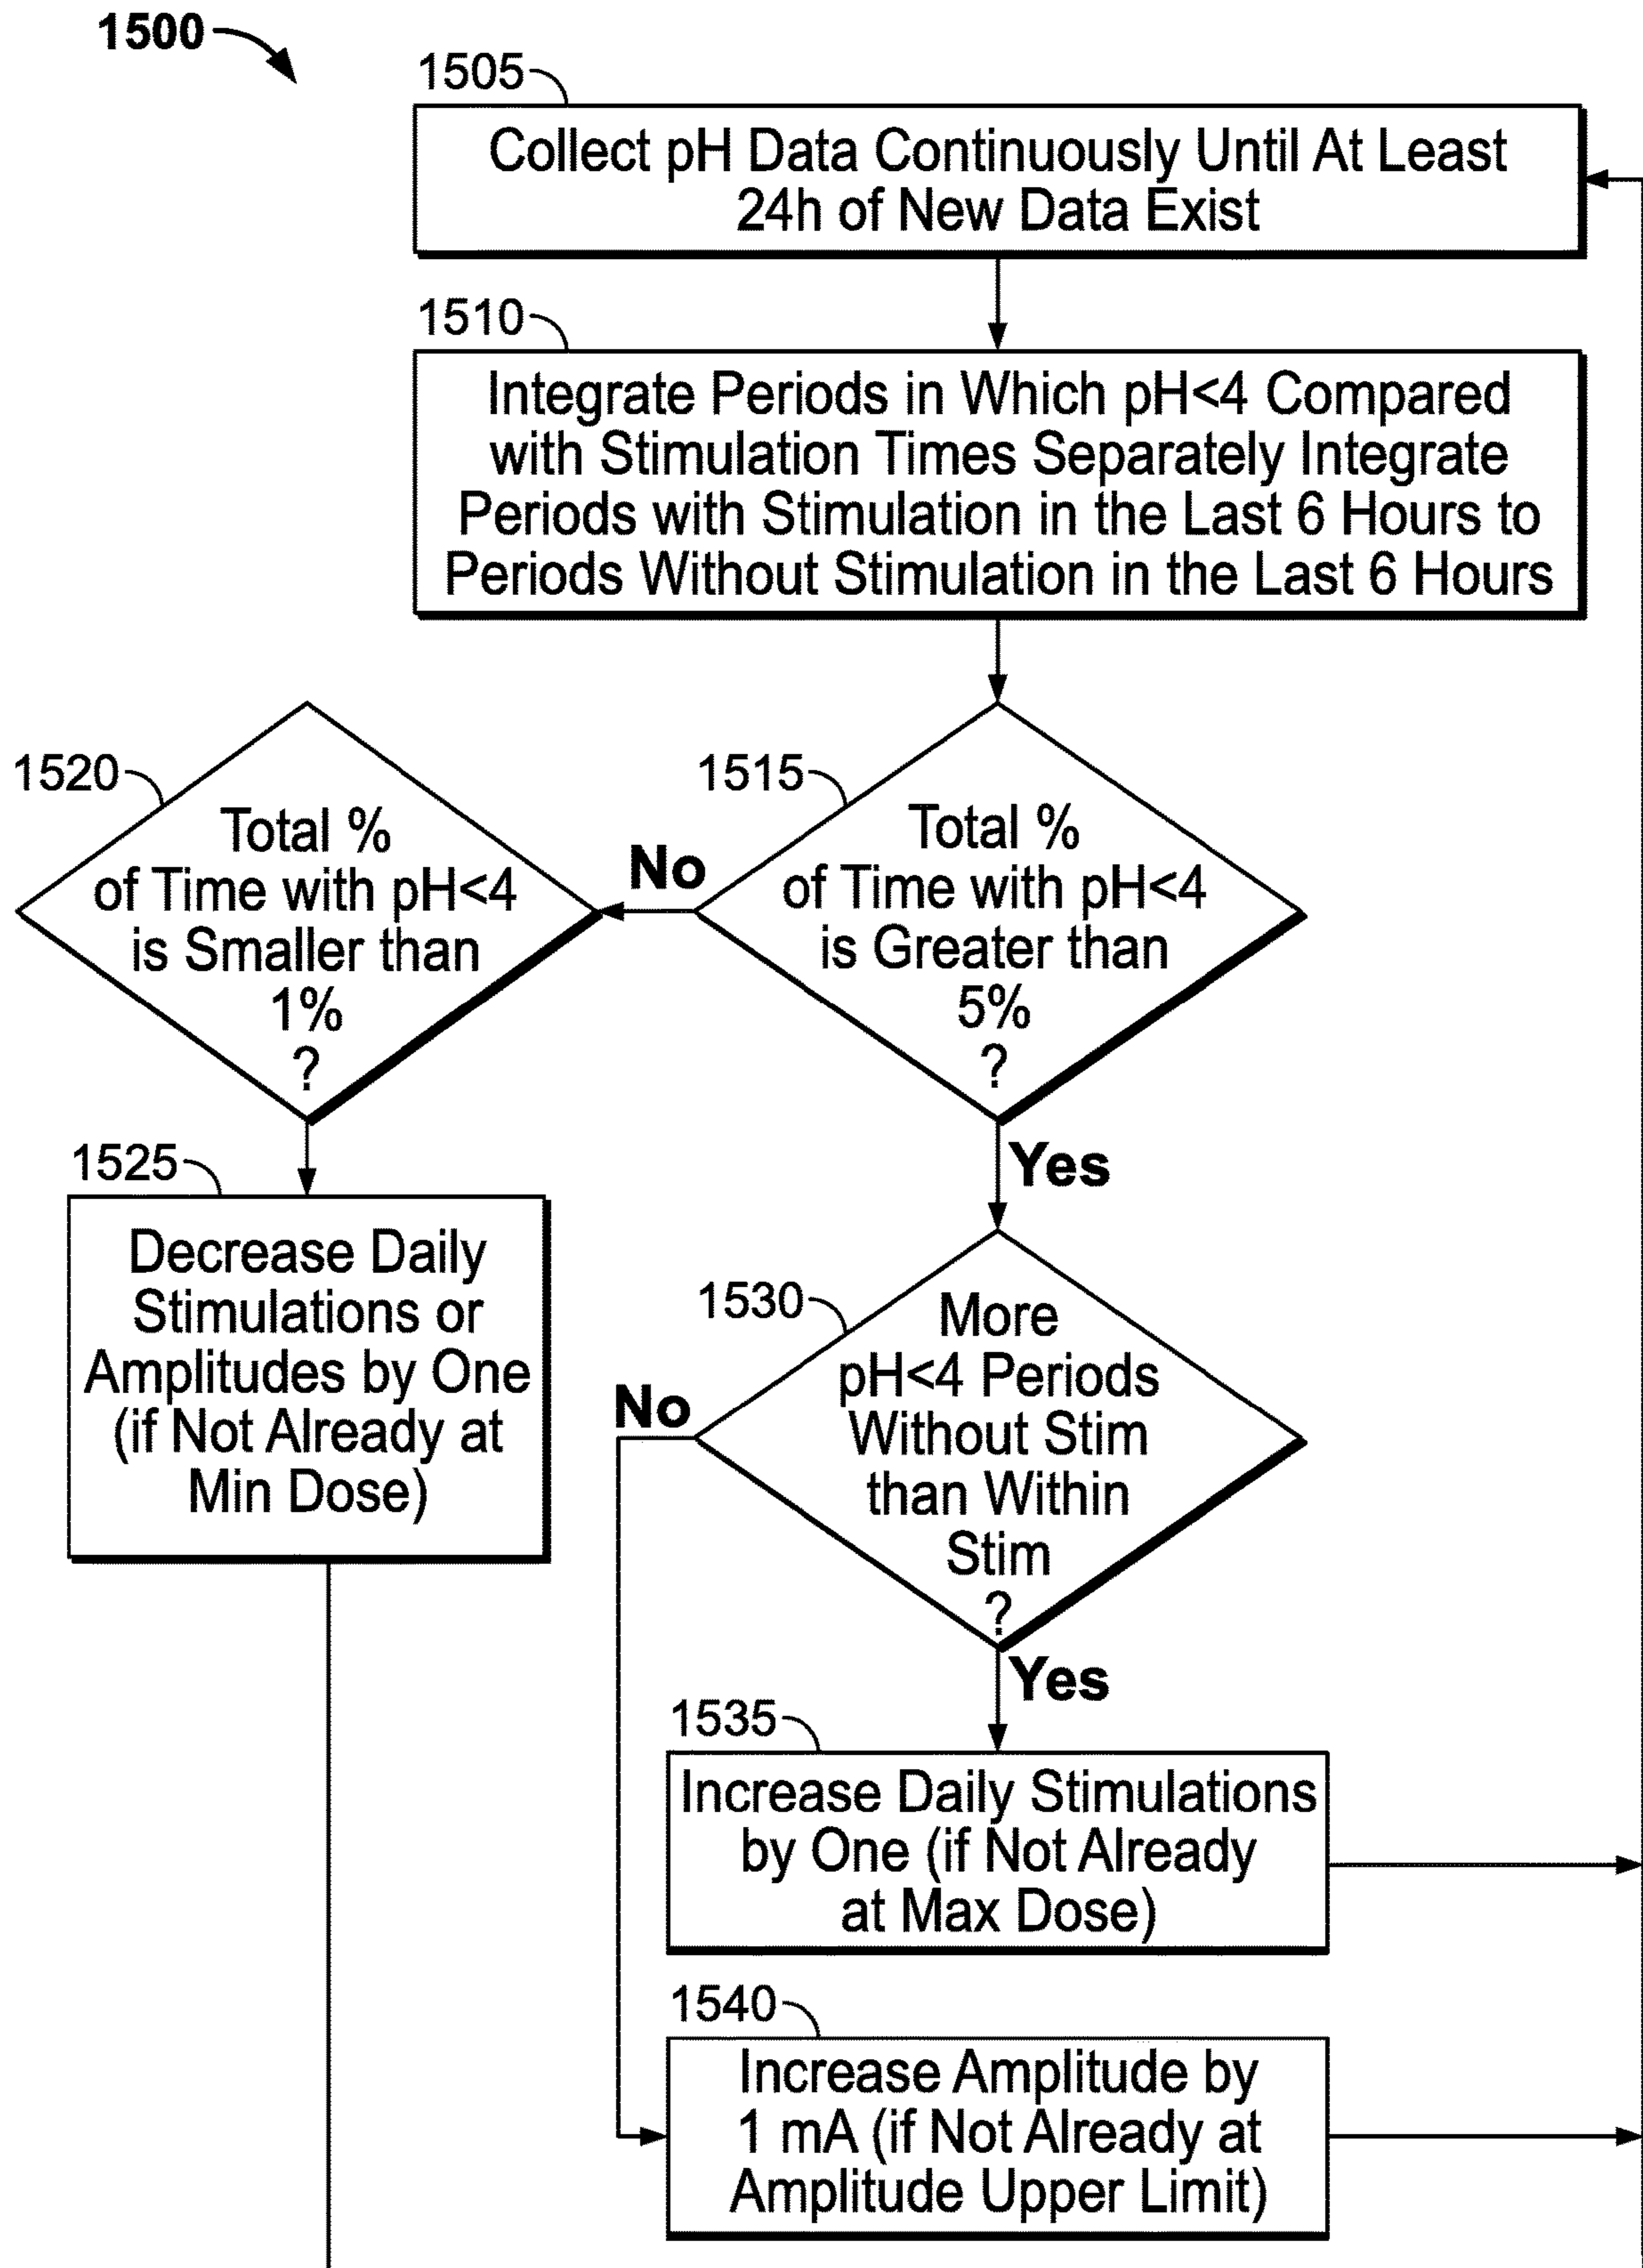 1500
1505
Collect pH Data Continuously Until At Least
24h of New Data Exist
1510
Integrate Periods in Which pH<4 Compared
with Stimulation Times Separately Integrate
Periods with Stimulation in the Last 6 Hours to
Periods Without Stimulation in the Last 6 Hours
1520
Total %
of Time with pH<4
is Smaller than
1%
?
No
1515
Total %
of Time with pH<4
is Greater than
5%
?
Yes
1525
Decrease Daily
Stimulations or
Amplitudes by One
(if Not Already at
Min Dose)
1530
More
pH<4 Periods
Without Stim
than Within
Stim
?
No
Yes
1535
Increase Daily Stimulations
by One (if Not Already
at Max Dose)
1540
Increase Amplitude by
1 mA (if Not Already at
Amplitude Upper Limit)